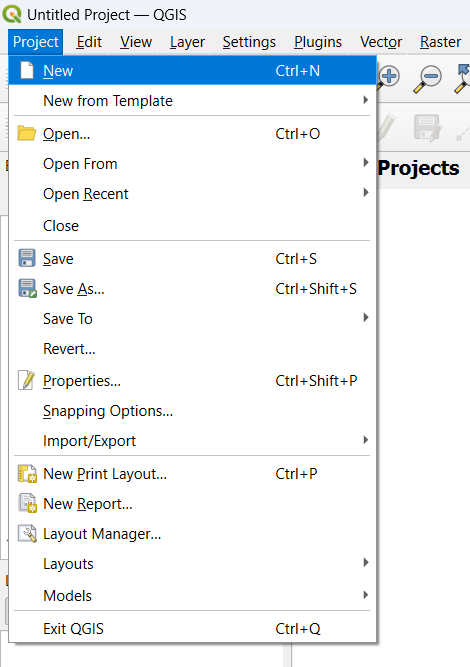 Untitled Project — QGIS
Project Edit View Layer Settings Plugins Vector Raster
New Ctrl+N
New from Template
Open... Ctrl+O
Open From
Open Recent
Close
Projects
Save Ctrl+S
Save As... Ctrl+Shift+S
Save To
Revert...
Properties... Ctrl+Shift+P
Snapping Options...
Import/Export
New Print Layout... Ctrl+P
New Report...
Layout Manager...
Layouts
Models
Exit QGIS Ctrl+Q